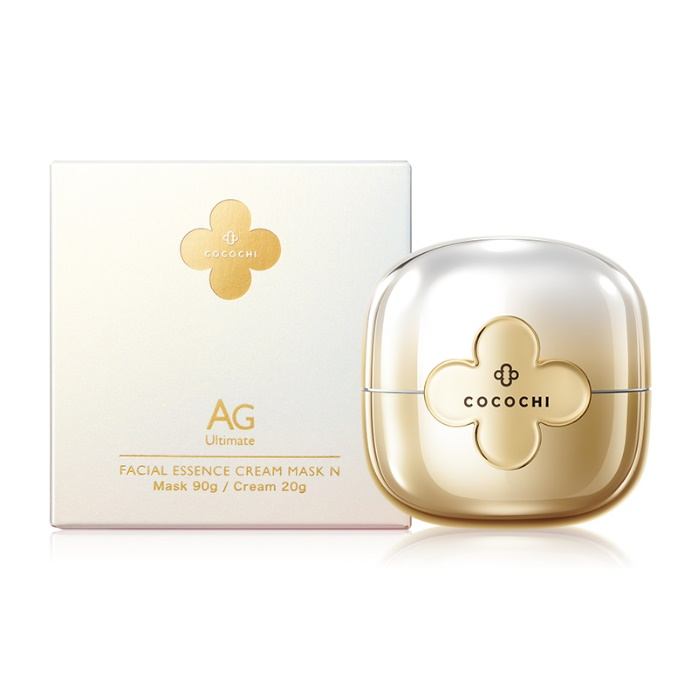 COCOCHI
AG
Ultimate
FACIAL ESSENCE CREAM MASK N
Mask 90g / Cream 20g
COCOCHI